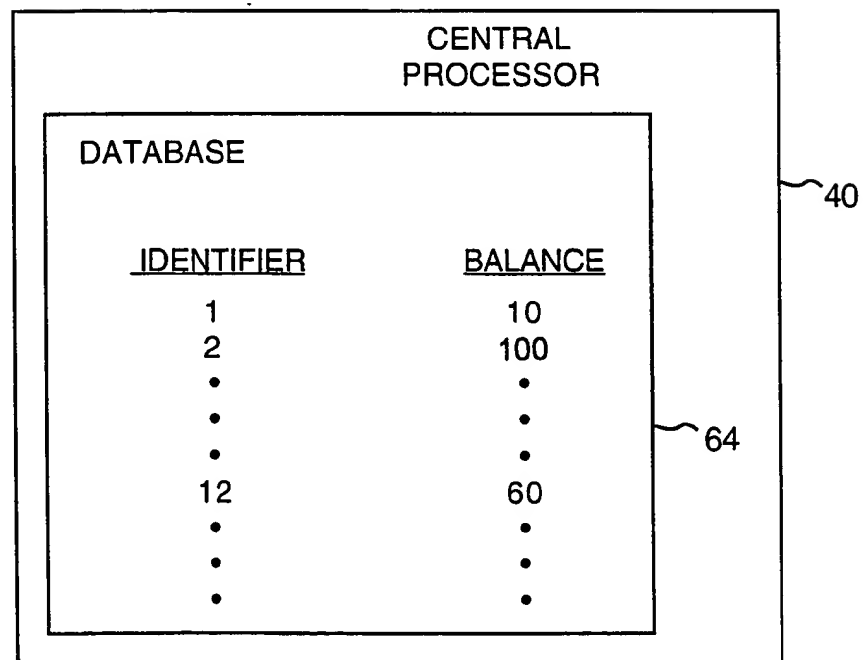 CENTRAL
PROCESSOR
DATABASE
40
IDENTIFIER BALANCE
1 10
2 100
• •
• •
64
• •
12 60
• •
• •
• •